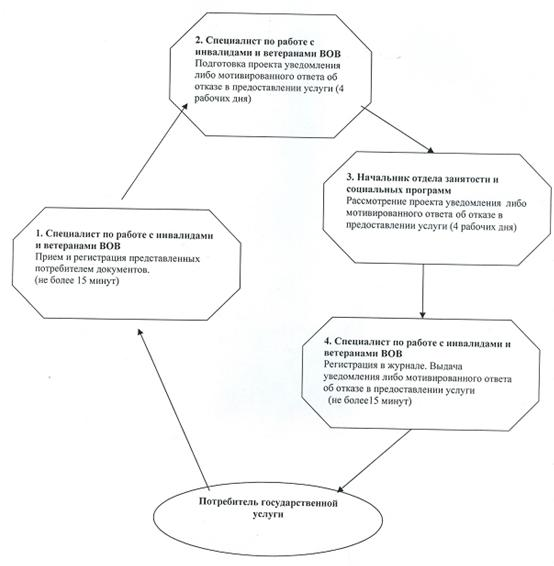 2. Специалист по работе с
инвалидами и ветеранами ВОВ
Подготовка проекта уведомления
либо мотивированного ответа об
отказе в предоставлении услуги (4
рабочих дня)
3. Начальник отдела занятости и
социальных программ
Рассмотрение проекта уведомления либо
мотивированного ответа об отказе в
предоставлении услуги (4 рабочих дня)
1. Специалист по работе с инвалидами
и ветеранами ВОВ
Прием и регистрация представленных
потребителем документов.
(не более 15 минут)
4. Специалист по работе с инвалидами и
ветеранами ВОВ
Регистрация в журнале. Выдача
уведомления либо мотивированного ответа
об отказе в предоставлении услуги
(не более15 минут)
Потребитель государственной
услуги